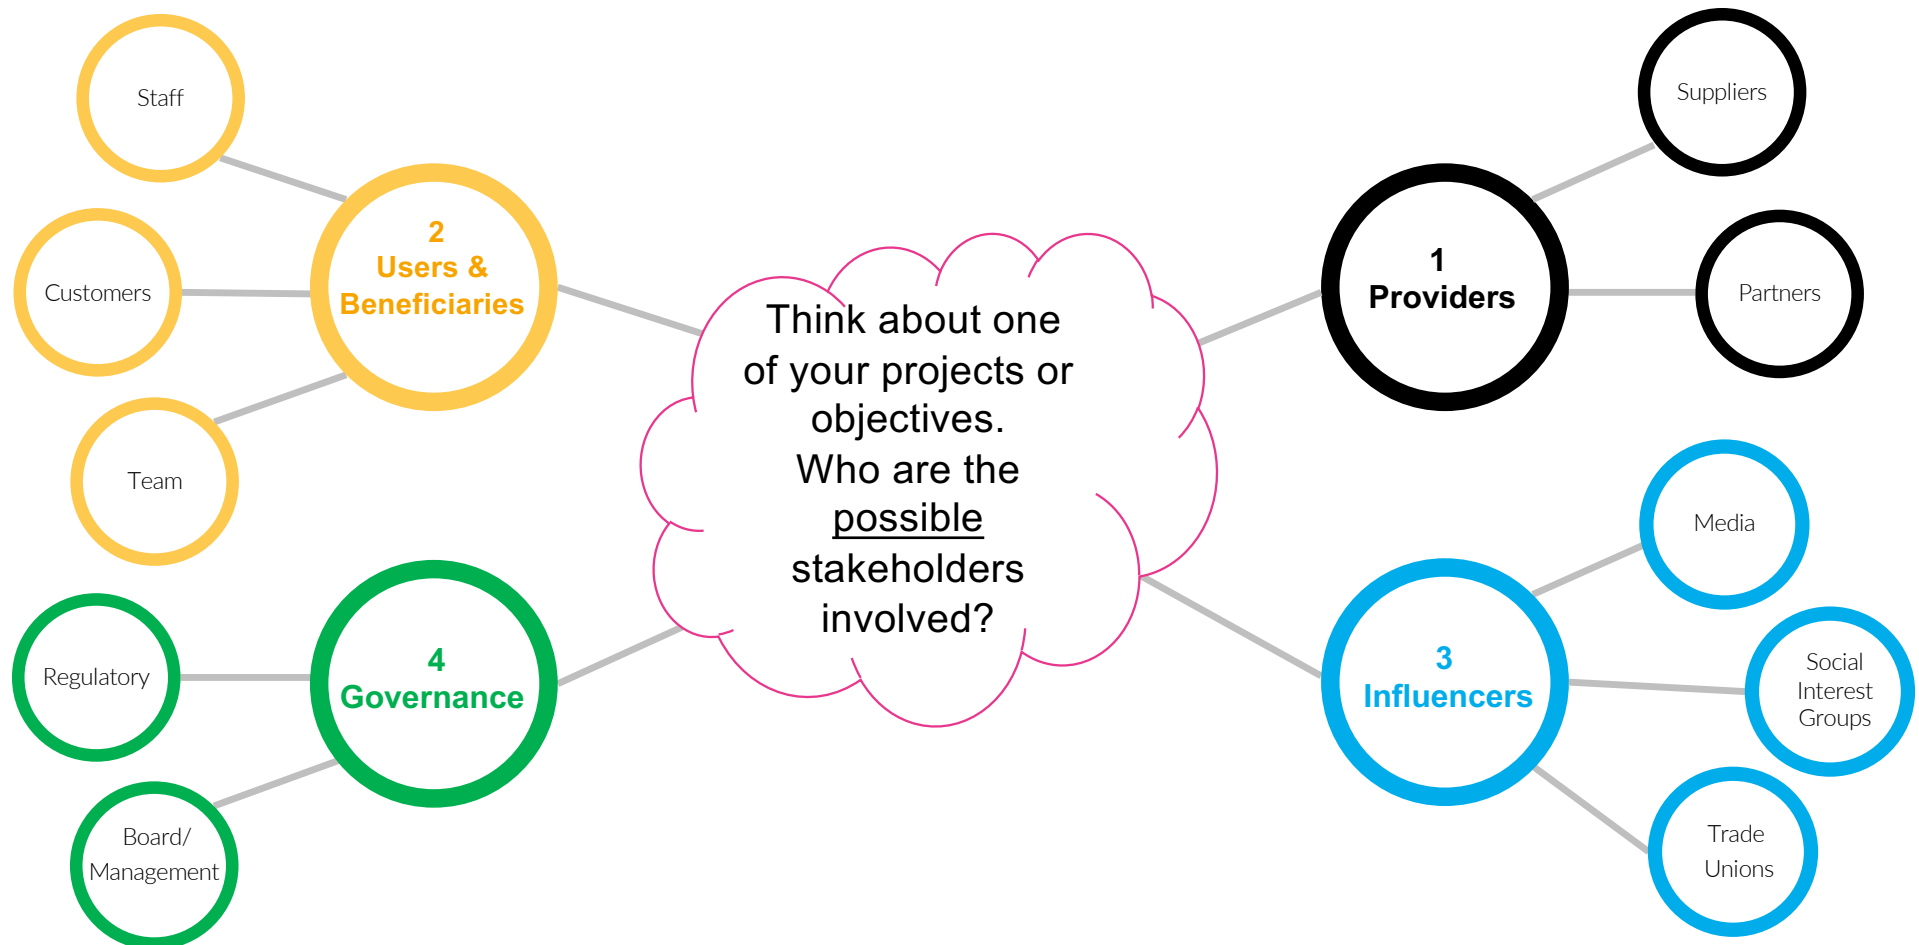 Staff
Customers
Team
2
Users &
Beneficiaries
Think about one
of your projects or
objectives.
Who are the
possible
stakeholders
involved?
1
Providers
Suppliers
Partners
Regulatory
Board/
Management
4
Governance
3
Influencers
Media
Social
Interest
Groups
Trade
Unions